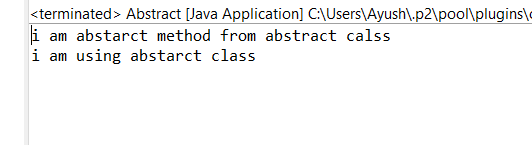 <terminated> Abstract [Java Application] C:\Users\Ayush\.p2\pool\plugins\
i am abstarct method from abstract calss
i am using abstarct class